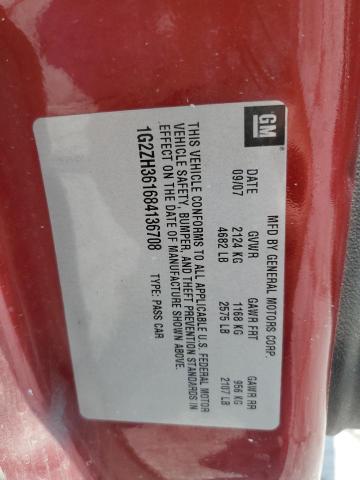 GM
MFD BY GENERAL MOTORS CORP.
DATE GVWR GAWR FRT GAWR RR
09/07 2124 KG 1168 KG 956 KG
4682 LB 2575 LB 2107 LB
THIS VEHICLE CONFORMS TO ALL APPLICABLE U.S. FEDERAL MOTOR
VEHICLE SAFETY, BUMPER, AND THEFT PREVENTION STANDARDS IN
EFFECT ON THE DATE OF MANUFACTURE SHOWN ABOVE.
1G2ZH361684136708 TYPE: PASS CAR